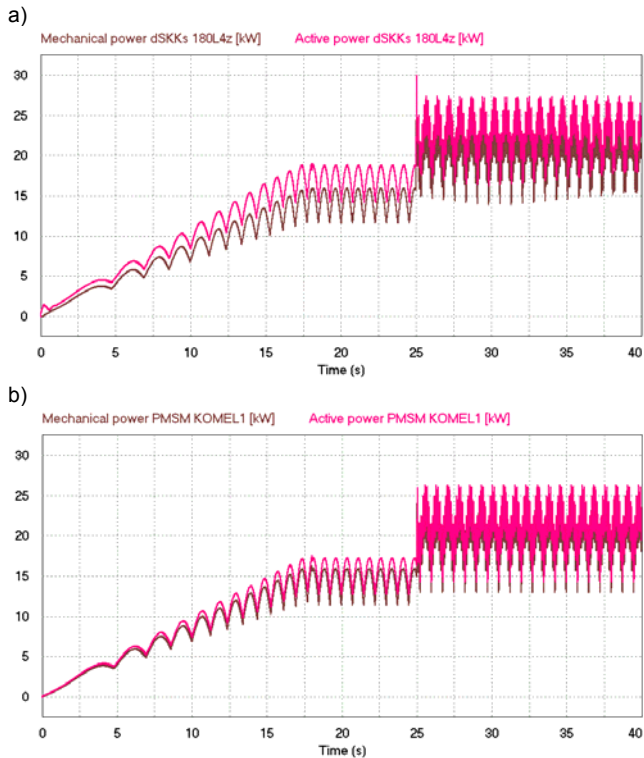 a)
Mechanical power dSKKs 180L4z [kW] Active power dSKKs 180L4z [kW]
30
25
20
15
10
5
0
0 5 10 15 20 25 30 35 40
Time (s)
b)
Mechanical power PMSM KOMEL1 [kW] Active power PMSM KOMEL1 [kW]
30
25
20
15
10
5
0
0 5 10 15 20 25 30 35 40
Time (s)